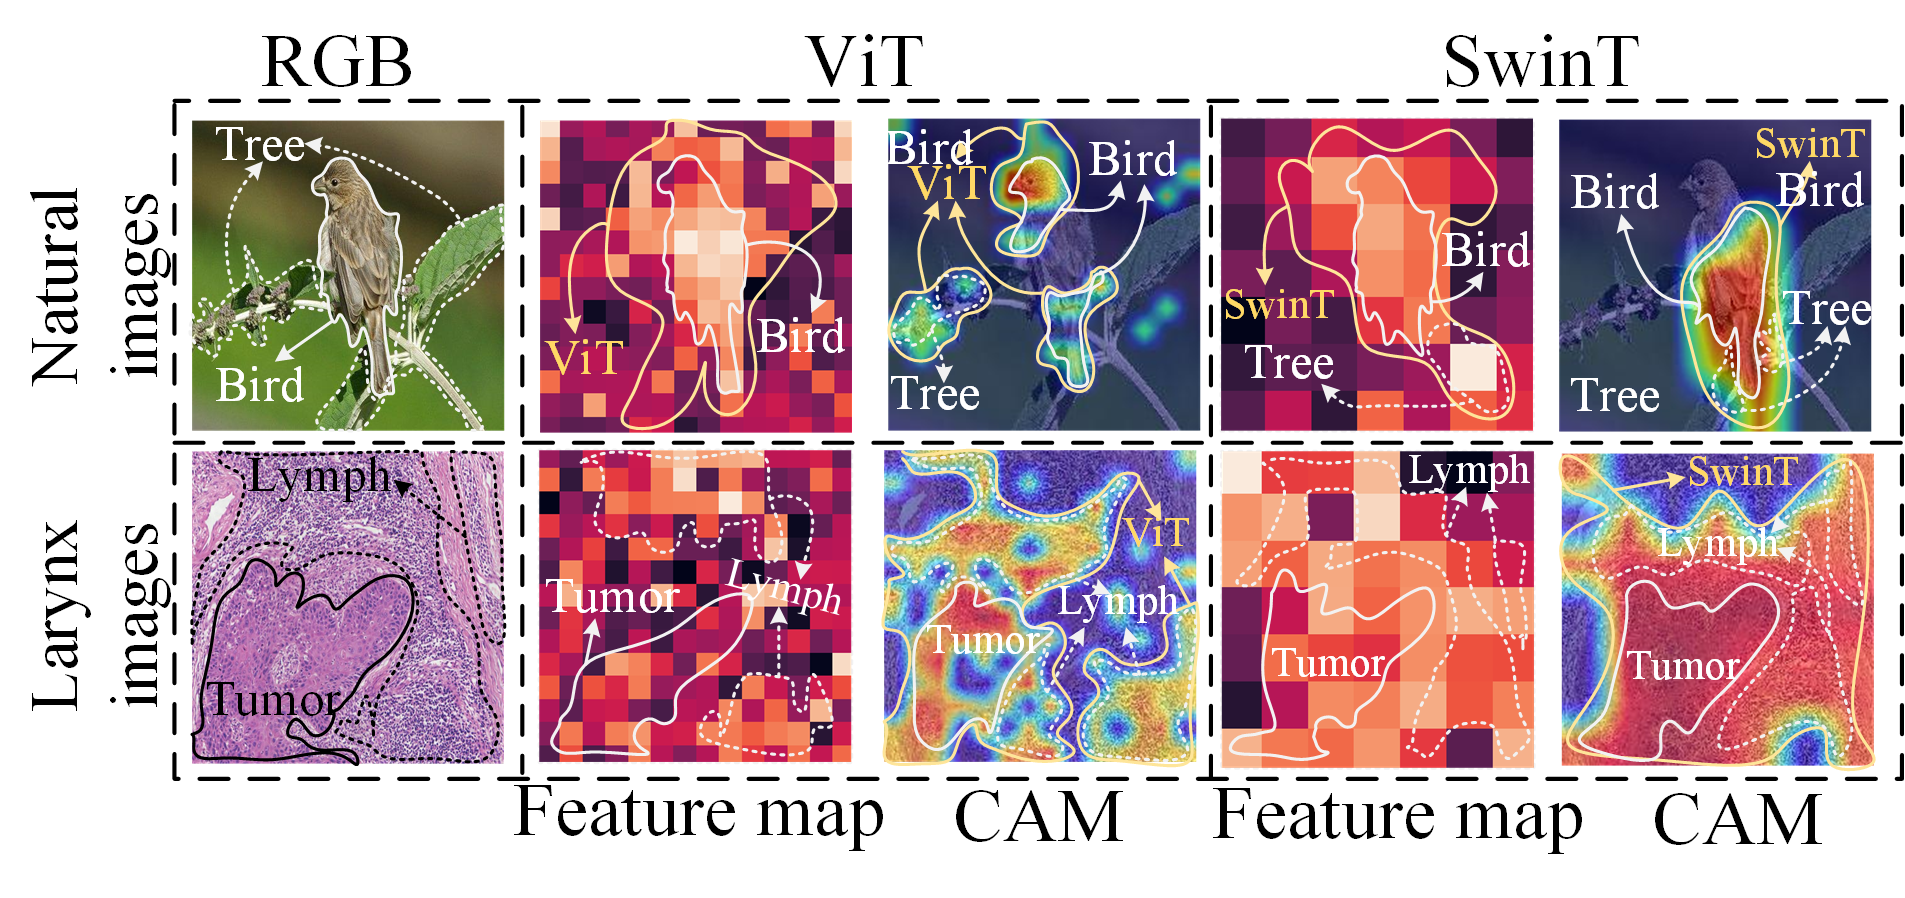 RGB
ViT
SwinT
Natural
images
Tree
Bird
ViT
Bird
Bird
ViT
Bird
Tree
SwinT
Bird
Tree
SwinT
Bird
Bird
Tree
Tree
Larynx
images
Lymph
Tumor
Tumor
Lymph
ViT
Lymph
Tumor
Lymph
Tumor
SwinT
Lymph
Tumor
Feature map
CAM
Feature map
CAM